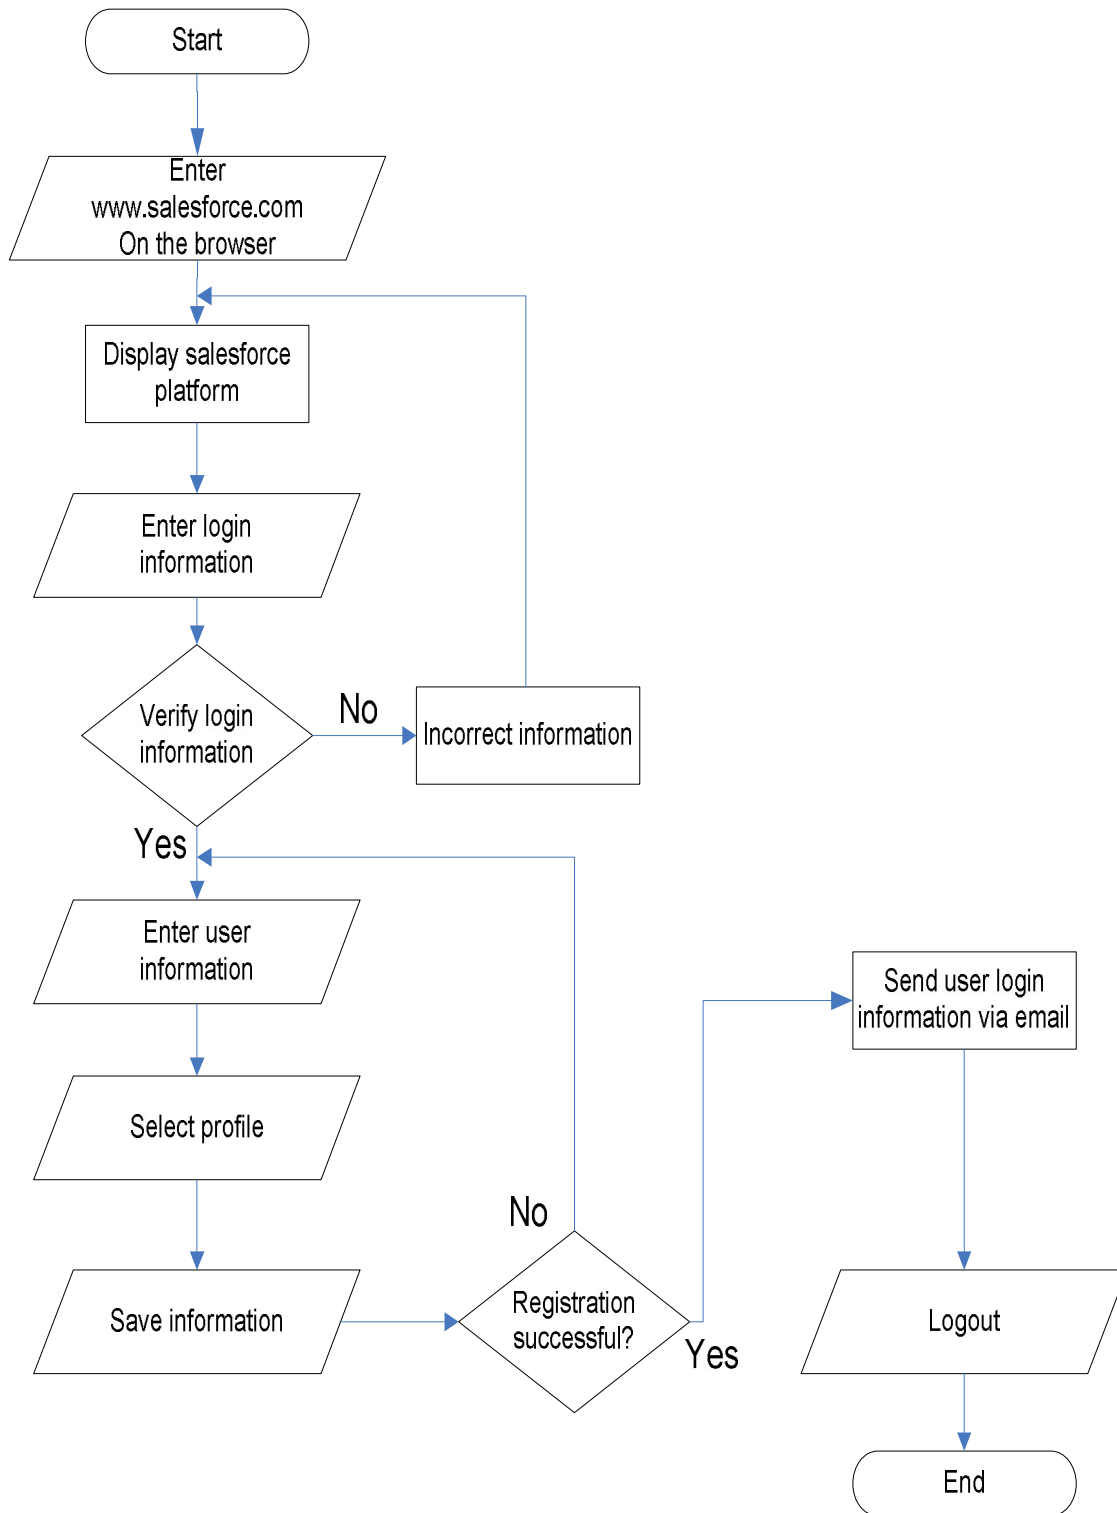 Start
Enter
www.salesforce.com
On the browser
Display salesforce
platform
Enter login
information
Verify login
information
No
Incorrect information
Yes
Enter user
information
Select profile
Save information
No
Registration
successful?
Yes
Send user login
information via email
Logout
End